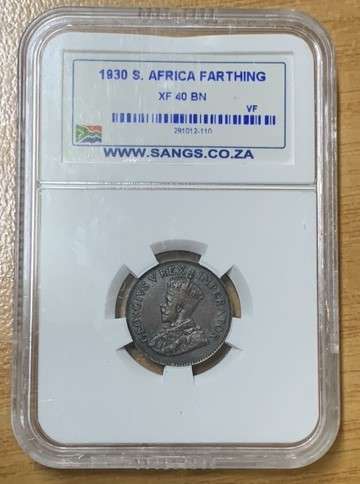 1930 S. AFRICA FARTHING
XF 40 BN
VF
291012-110
WWW.SANGS.CO.ZA
GEORGIVS V REX & IMPERATOR